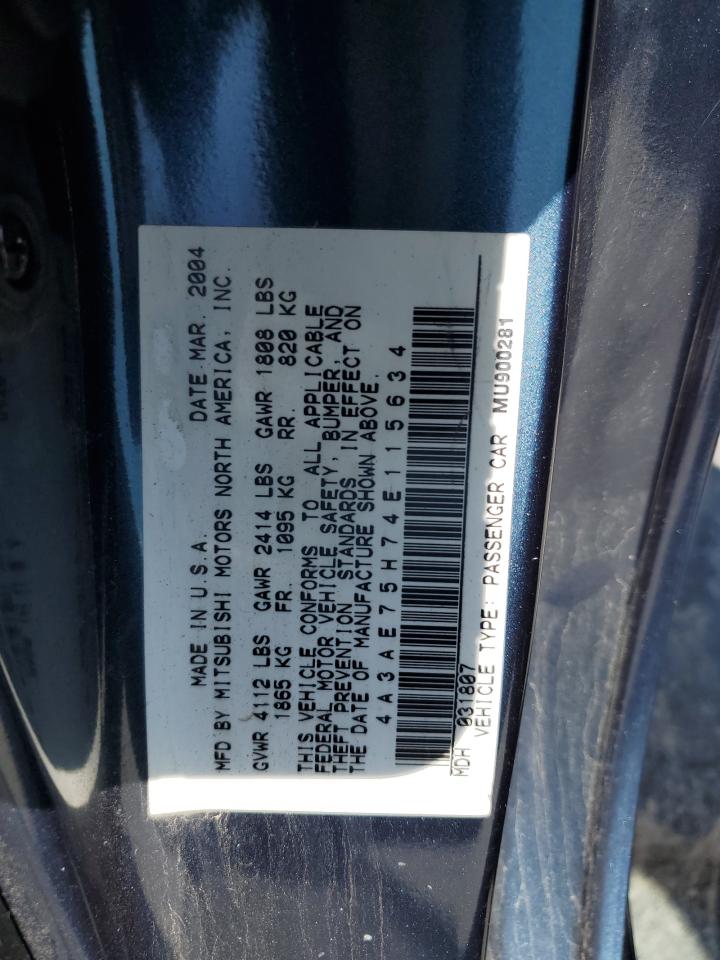 MADE IN U.S.A. DATE MAR. 2004
MFD BY MITSUBISHI MOTORS NORTH AMERICA, INC.
GVWR 4112 LBS GAWR 2414 LBS GAWR 1808 LBS
1865 KG FR. 1095 KG RR. 820 KG
THIS VEHICLE CONFORMS TO ALL APPLICABLE
FEDERAL MOTOR VEHICLE SAFETY, BUMPER, AND
THEFT PREVENTION STANDARDS IN EFFECT ON
THE DATE OF MANUFACTURE SHOWN ABOVE.
4A3AE75H74E115634
MDH 031807
VEHICLE TYPE: PASSENGER CAR MU900281